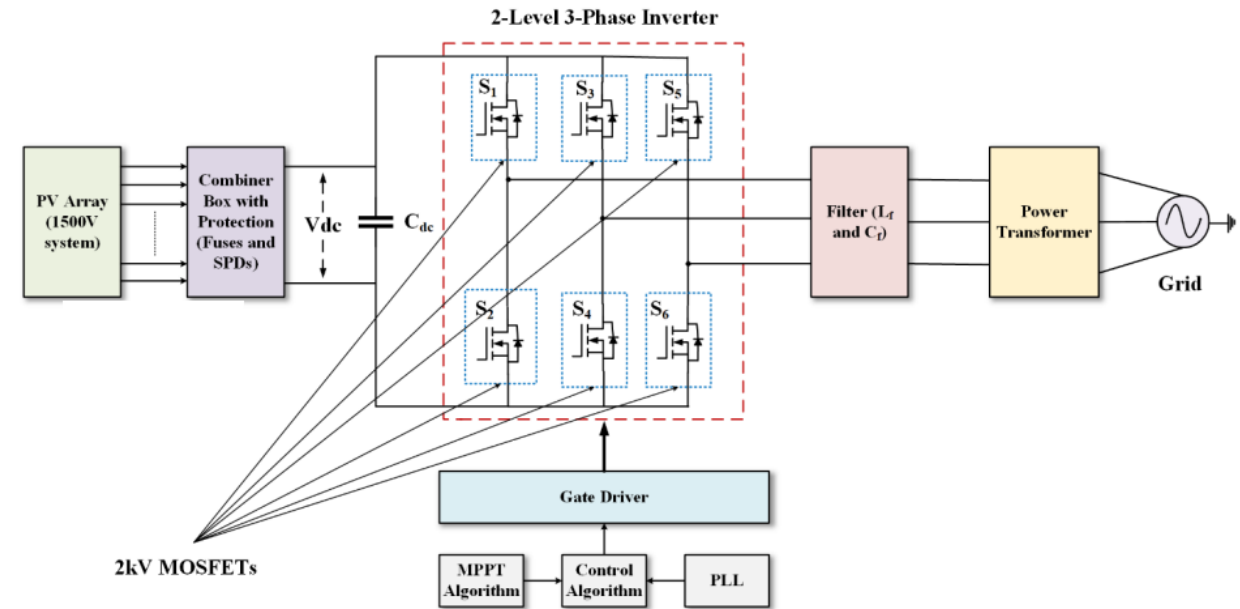 2-Level 3-Phase Inverter
S1
S3
S5
PV Array
(1500V
system)
Combiner
Box with
Protection
(Fuses and
SPDs)
Vdc
Cdc
Filter (Lf
and Cf)
Power
Transformer
Grid
S2
S4
S6
Gate Driver
2kV MOSFETs
MPPT
Algorithm
Control
Algorithm
PLL